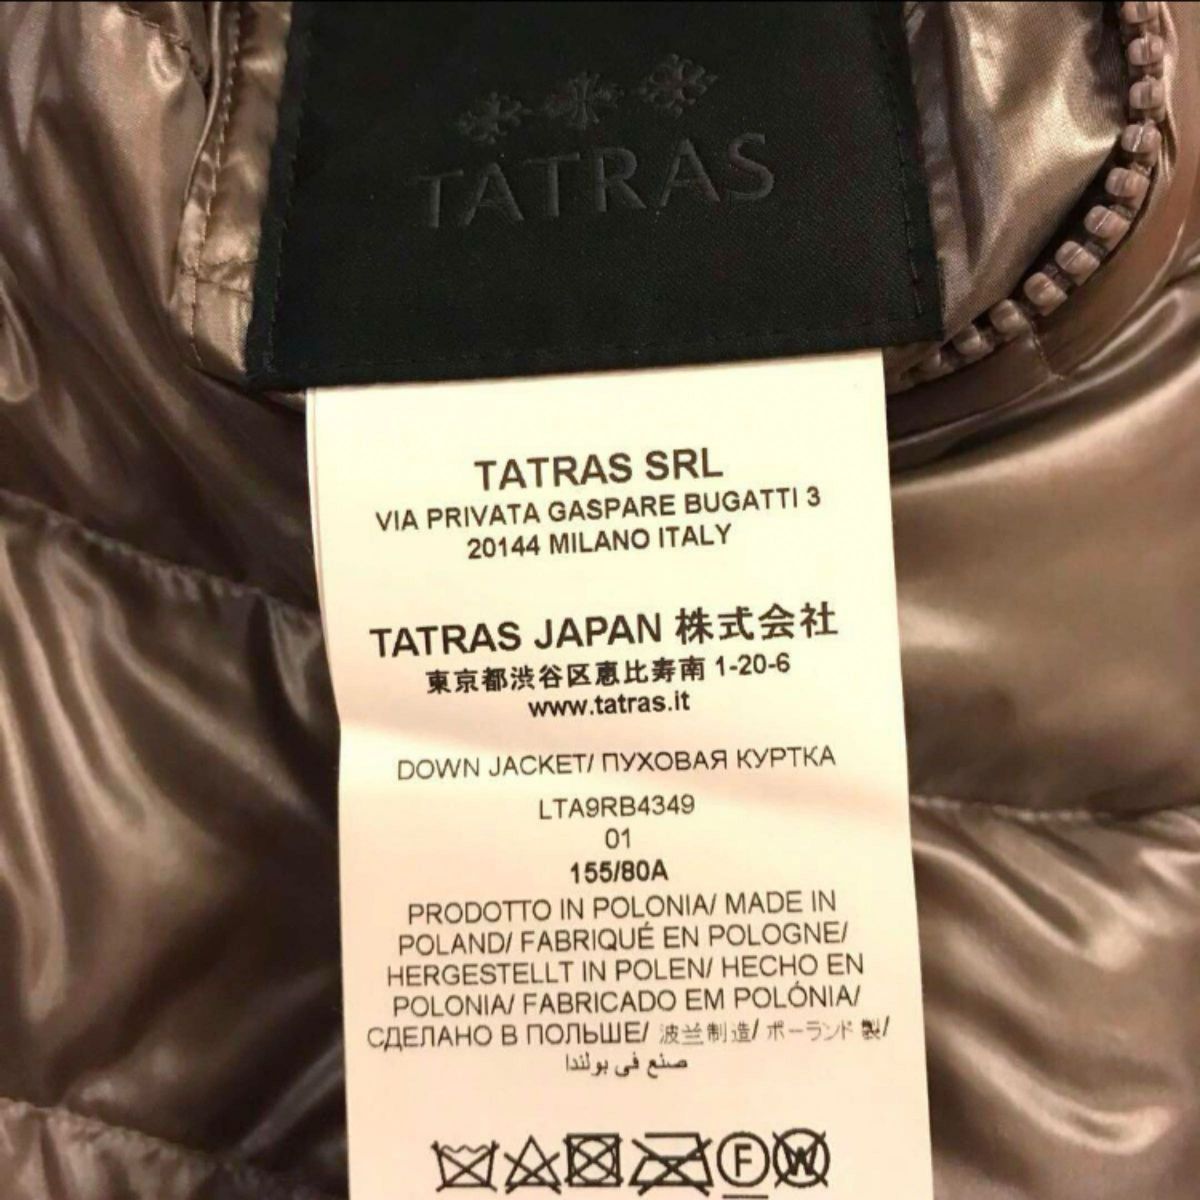 TATRAS
TATRAS SRL
VIA PRIVATA GASPARE BUGATTI 3
20144 MILANO ITALY
TATRAS JAPAN 株式会社
東京都渋谷区恵比寿南 1-20-6
www.tatras.it
DOWN JACKET/ ПУХОВАЯ КУРТКА
LTA9RB4349
01
155/80A
PRODOTTO IN POLONIA/ MADE IN
POLAND/ FABRIQUÉ EN POLOGNE/
HERGESTELLT IN POLEN/ HECHO EN
POLONIA/ FABRICADO EM POLÓNIA/
СДЕЛАНО В ПОЛЬШЕ/ 波兰制造/ ポーランド 製/
صنع في بولندا
F W